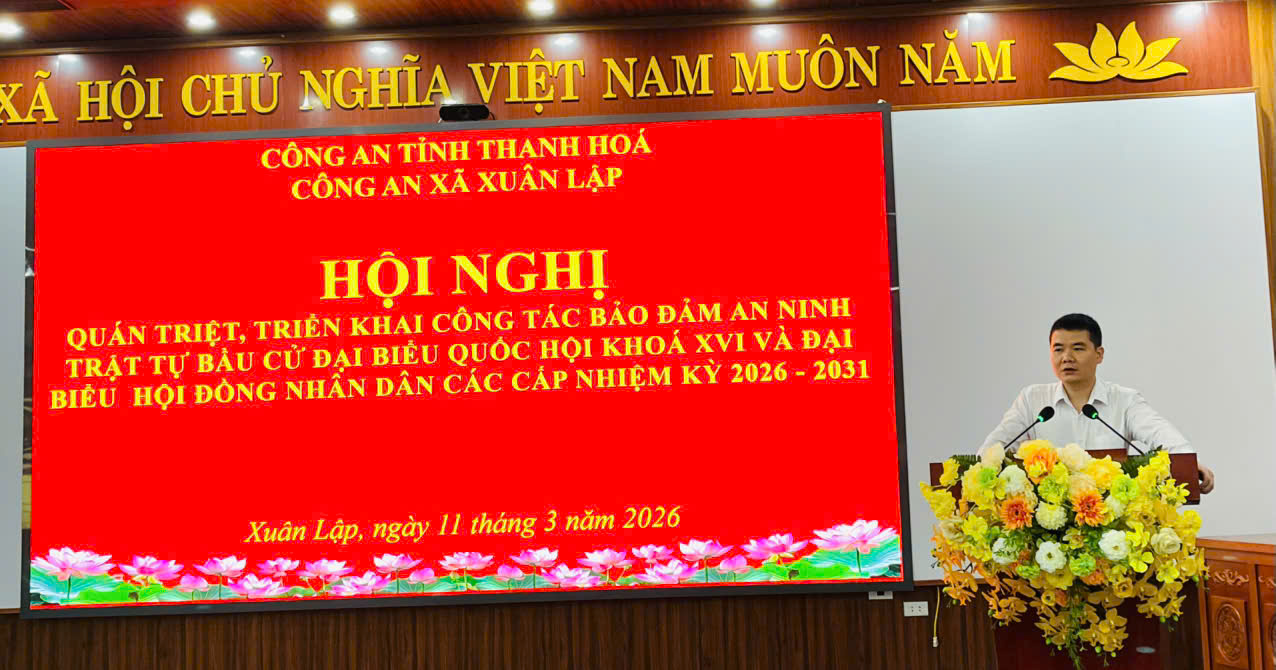 XÃ HỘI CHỦ NGHĨA VIỆT NAM MUÔN NĂM
CÔNG AN TỈNH THANH HOÁ
CÔNG AN XÃ XUÂN LẬP
HỘI NGHỊ
QUÁN TRIỆT, TRIỂN KHAI CÔNG TÁC BẢO ĐẢM AN NINH
TRẬT TỰ BẦU CỬ ĐẠI BIỂU QUỐC HỘI KHOÁ XVI VÀ ĐẠI
BIỂU HỘI ĐỒNG NHÂN DÂN CÁC CẤP NHIỆM KỲ 2026 - 2031
Xuân Lập, ngày 11 tháng 3 năm 2026